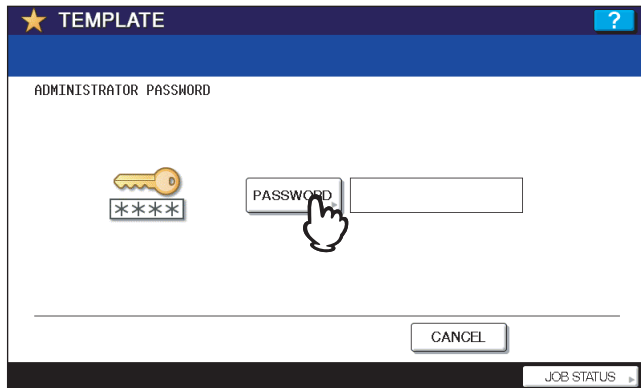 TEMPLATE
?
ADMINISTRATOR PASSWORD
****
PASSWORD
CANCEL
JOB STATUS